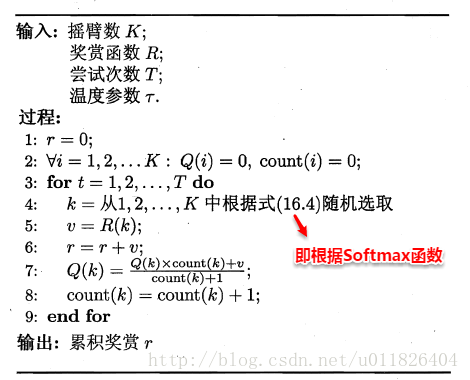 输入: 摇臂数 K;
奖赏函数 R;
尝试次数 T;
温度参数 τ.
过程:
1: r = 0;
2: ∀i = 1, 2, . . . K : Q(i) = 0, count(i) = 0;
3: for t = 1, 2, . . . , T do
4: k = 从1, 2, . . . , K 中根据式(16.4)随机选取
5: v = R(k);
即根据Softmax函数
6: r = r + v;
7: Q(k) = \frac{Q(k)×count(k)+v}{count(k)+1};
8: count(k) = count(k) + 1;
9: end for
输出: 累积奖赏 r
http://blog.csdn.net/u011826404